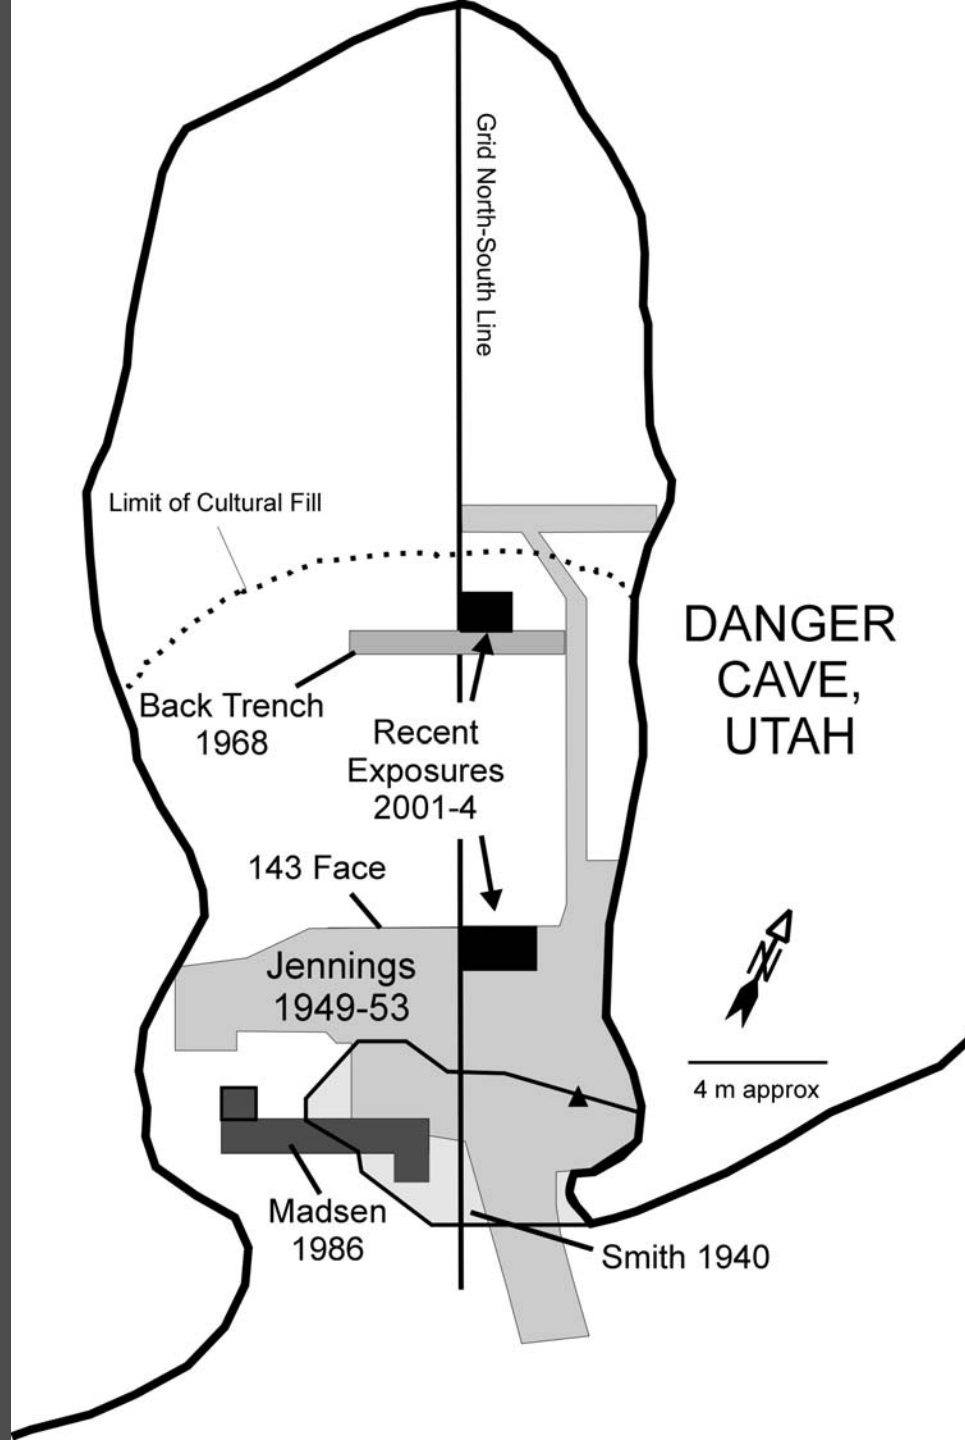 Grid North-South Line
Limit of Cultural Fill
DANGER
CAVE,
UTAH
Back Trench
1968
Recent
Exposures
2001-4
143 Face
Jennings
1949-53
N
4 m approx
Madsen
1986
Smith 1940